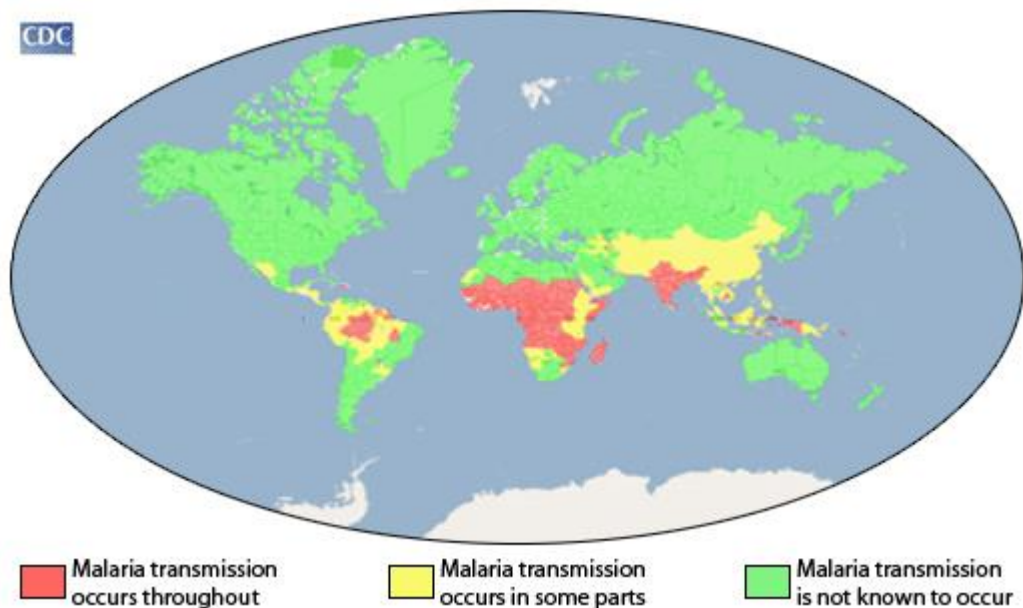 CDC
Malaria transmission
occurs throughout
Malaria transmission
occurs in some parts
Malaria transmission
is not known to occur